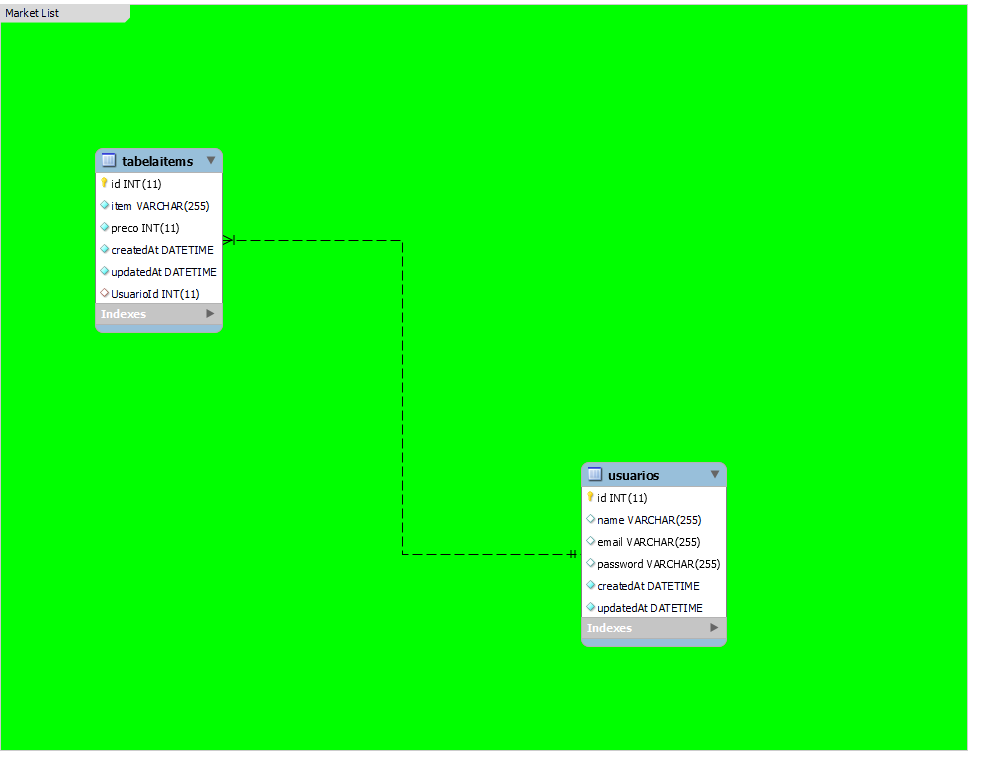 Market List
tabelaitems
id INT(11)
item VARCHAR(255)
preco INT(11)
createdAt DATETIME
updatedAt DATETIME
UsuarioId INT(11)
Indexes
usuarios
id INT(11)
name VARCHAR(255)
email VARCHAR(255)
password VARCHAR(255)
createdAt DATETIME
updatedAt DATETIME
Indexes